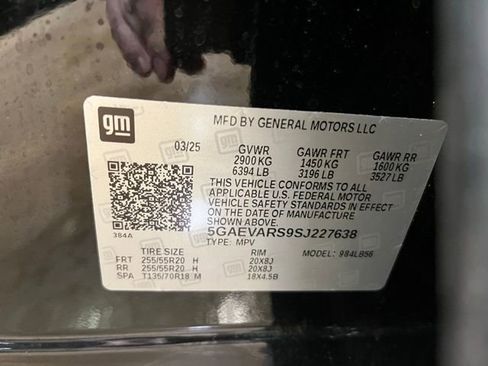 gm
MFD BY GENERAL MOTORS LLC
03/25 GVWR GAWR FRT GAWR RR
2900 KG 1450 KG 1600 KG
6394 LB 3196 LB 3527 LB
THIS VEHICLE CONFORMS TO ALL
APPLICABLE U.S. FEDERAL MOTOR
VEHICLE SAFETY STANDARDS IN EFFECT
ON THE DATE OF MANUFACTURE
SHOWN ABOVE.
384A 5GAEVARS9SJ227638
TYPE: MPV MODEL: 984LB56
TIRE SIZE RIM
FRT 255/55R20 H 20X8J
RR 255/55R20 H 20X8J
SPA T135/70R18 M 18X4.5B